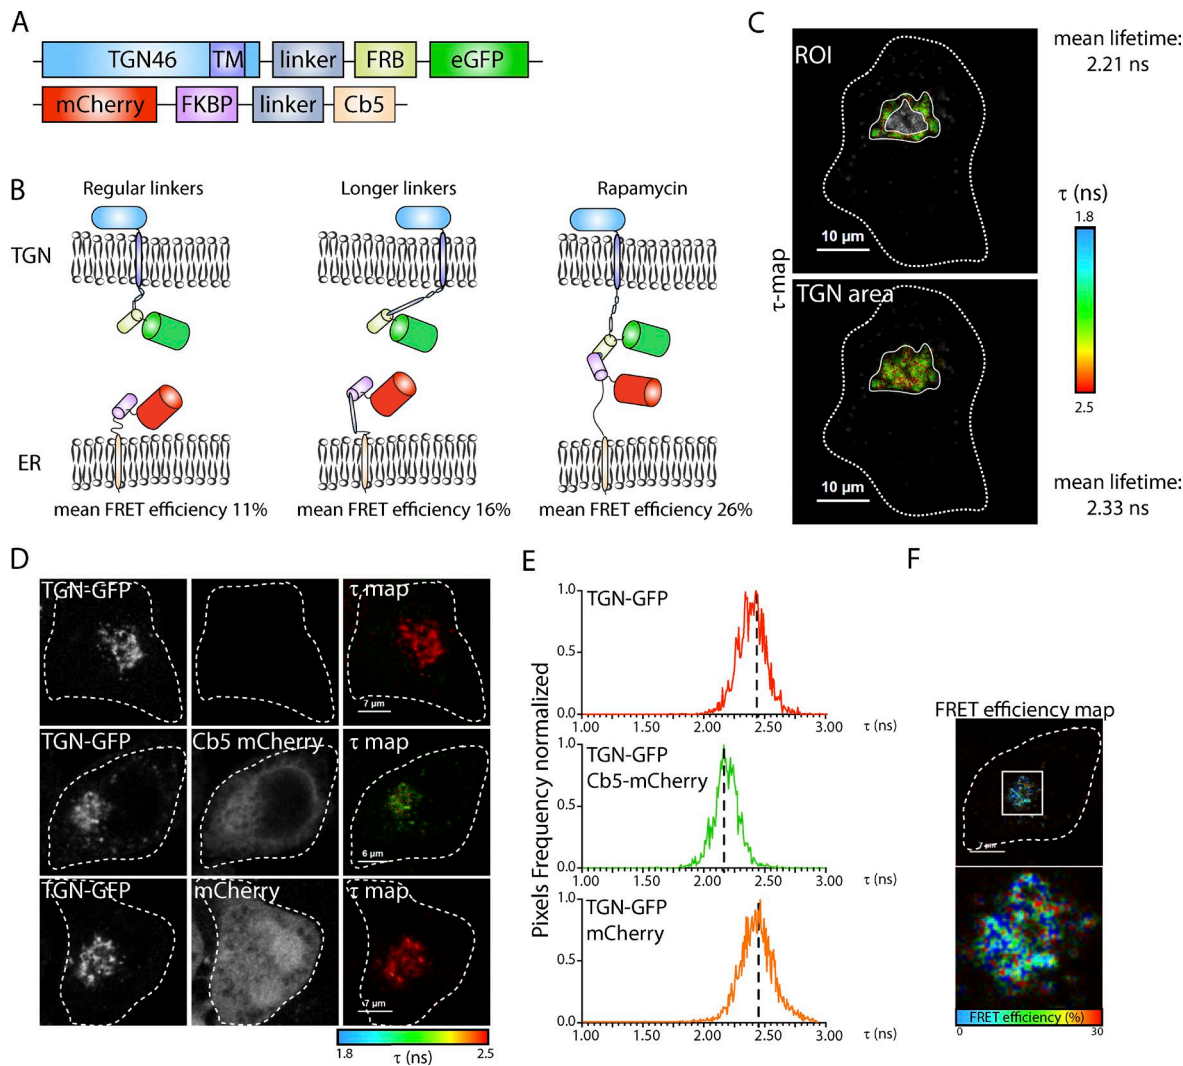 A
TGN46 TM linker FRB eGFP
mCherry FKBP linker Cb5
B
Regular linkers Longer linkers Rapamycin
TGN
ER
mean FRET efficiency 11% mean FRET efficiency 16% mean FRET efficiency 26%
C
ROI
10 µm
TGN area
10 µm
τ-map
mean lifetime:
2.21 ns
τ (ns)
1.8
2.5
mean lifetime:
2.33 ns
D
TGN-GFP τ map
7 µm
TGN-GFP Cb5 mCherry τ map
6 µm
TGN-GFP mCherry τ map
7 µm
1.8 τ (ns) 2.5
E
Pixels Frequency normalized
1.0
TGN-GFP
0.5
0.0
1.00 1.50 2.00 2.50 3.00 τ (ns)
1.0
TGN-GFP
Cb5-mCherry
0.5
0.0
1.00 1.50 2.00 2.50 3.00 τ (ns)
1.0
TGN-GFP
mCherry
0.5
0.0
1.00 1.50 2.00 2.50 3.00 τ (ns)
F
FRET efficiency map
7 µm
FRET efficiency (%)
0 30